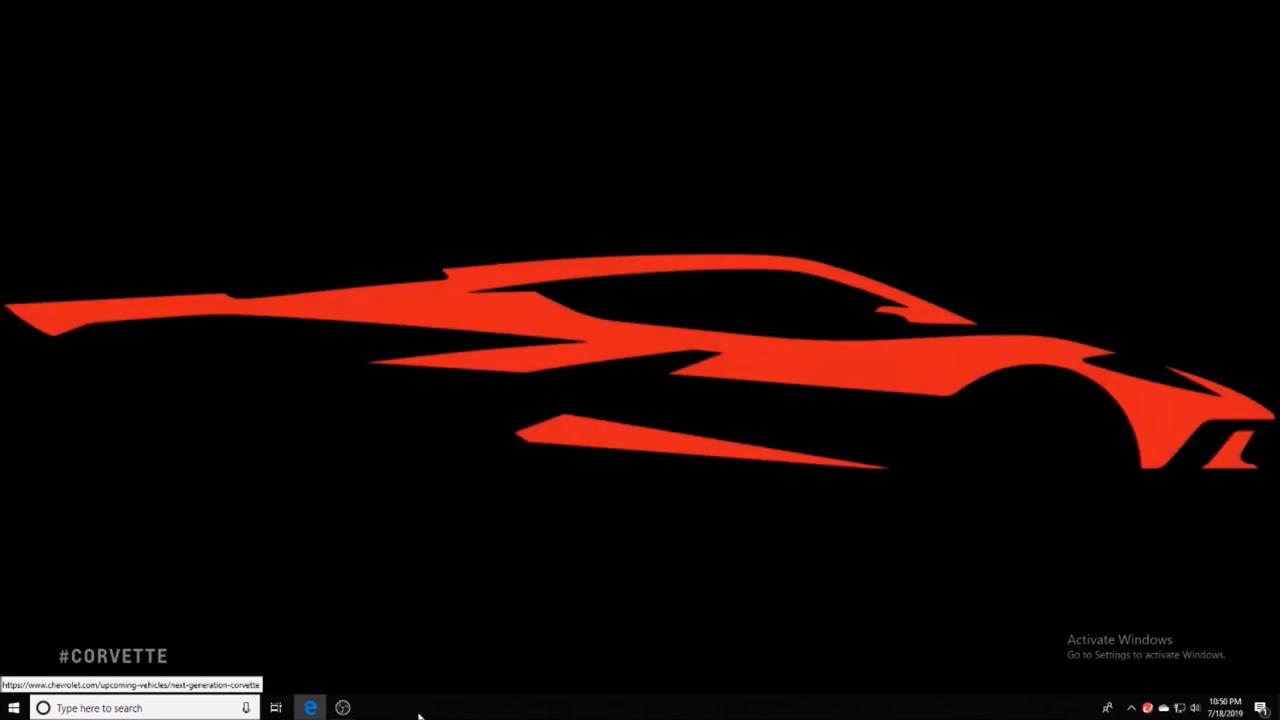 #CORVETTE
Activate Windows
Go to Settings to activate Windows.
https://www.chevrolet.com/upcoming-vehicles/next-generation-corvette
Type here to search
10:50 PM
7/18/2019
1